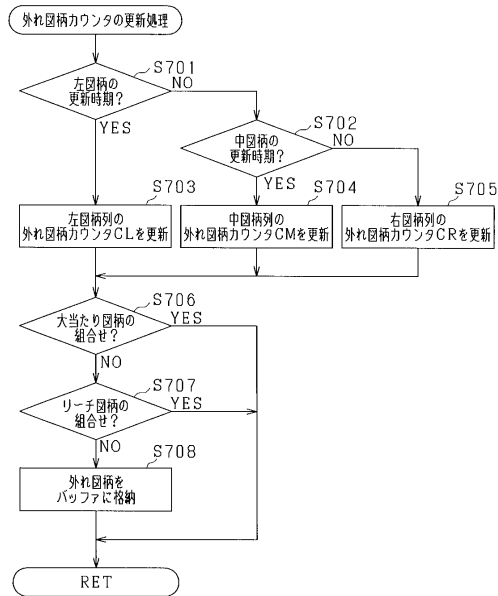 外れ図柄カウンタの更新処理
S701
左図柄の
更新時期?
NO
YES
S702
中図柄の
更新時期?
NO
YES
S703
左図柄列の
外れ図柄カウンタCLを更新
S704
中図柄列の
外れ図柄カウンタCMを更新
S705
右図柄列の
外れ図柄カウンタCRを更新
S706
大当たり図柄の
組合せ?
YES
NO
S707
リーチ図柄の
組合せ?
YES
NO
S708
外れ図柄を
バッファに格納
RET